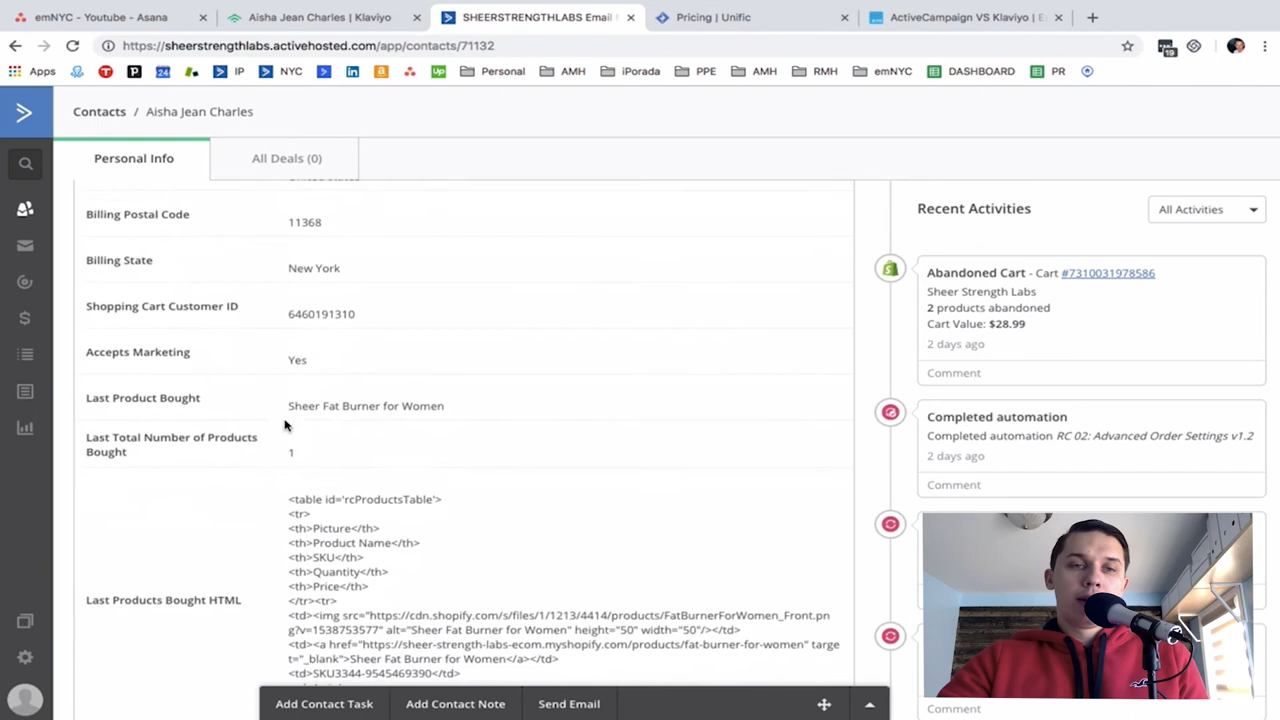 emNYC - Youtube - Asana
Aisha Jean Charles | Klaviyo
SHEERSTRENGTHLABS Email
Pricing | Unific
ActiveCampaign VS Klaviyo | E
https://sheerstrengthlabs.activehosted.com/app/contacts/71132
19
Apps
24
IP
NYC
Up
Personal
AMH
iPorada
PPE
AMH
RMH
emNYC
DASHBOARD
PR
Contacts / Aisha Jean Charles
Personal Info
All Deals (0)
Billing Postal Code
11368
Billing State
New York
Shopping Cart Customer ID
6460191310
Accepts Marketing
Yes
Last Product Bought
Sheer Fat Burner for Women
Last Total Number of Products
Bought
1
Last Products Bought HTML
<table id='rcProductsTable'>
<tr>
<th>Picture</th>
<th>Product Name</th>
<th>SKU</th>
<th>Quantity</th>
<th>Price</th>
</tr><tr>
<td><img src="https://cdn.shopify.com/s/files/1/1213/4414/products/FatBurnerForWomen_Front.pn
g?v=1538753577" alt="Sheer Fat Burner for Women" height="50" width="50"/></td>
<td><a href="https://sheer-strength-labs-ecom.myshopify.com/products/fat-burner-for-women" targe
t="_blank">Sheer Fat Burner for Women</a></td>
<td>SKU3344-9545469390</td>
Add Contact Task
Add Contact Note
Send Email
Recent Activities
All Activities
Abandoned Cart - Cart #7310031978586
Sheer Strength Labs
2 products abandoned
Cart Value: $28.99
2 days ago
Comment
Completed automation
Completed automation RC 02: Advanced Order Settings v1.2
2 days ago
Comment
Comment